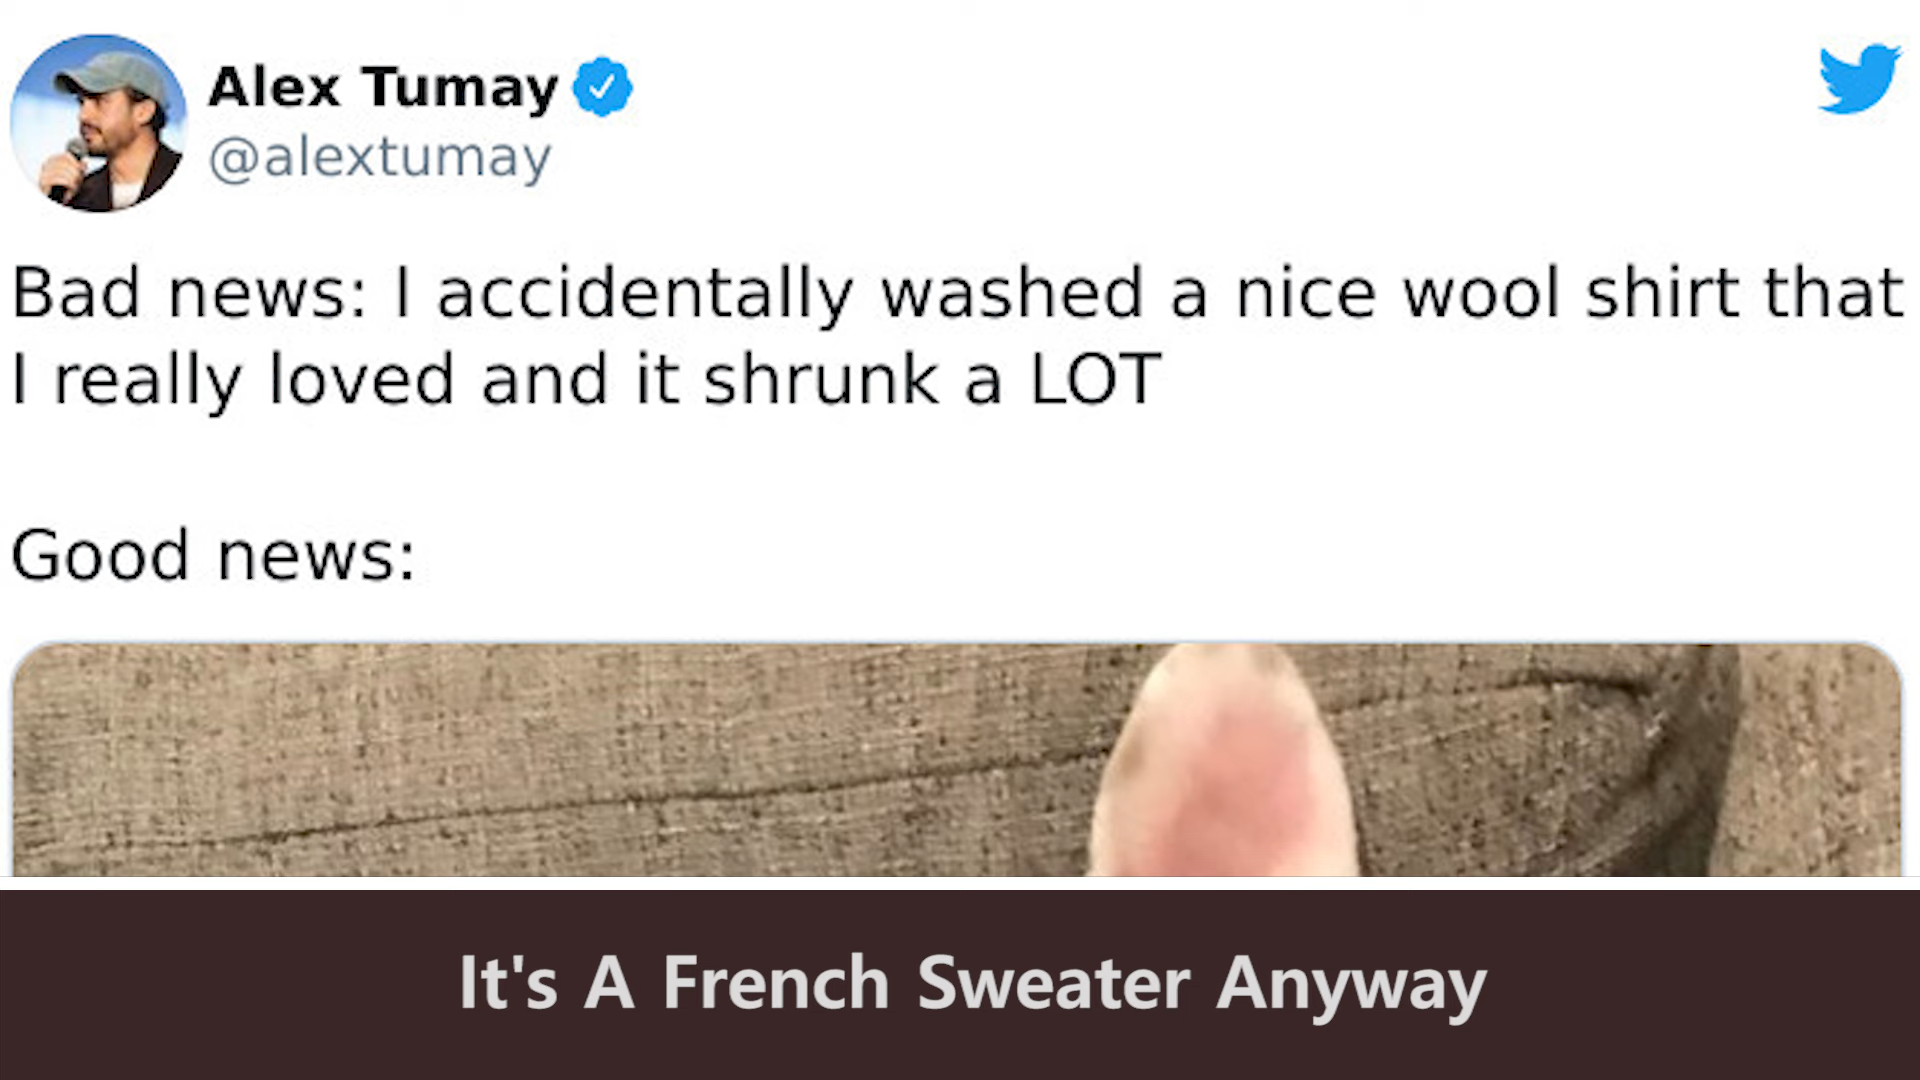 Alex Tumay
@alextumay
Bad news: I accidentally washed a nice wool shirt that
I really loved and it shrunk a LOT
Good news:
It's A French Sweater Anyway